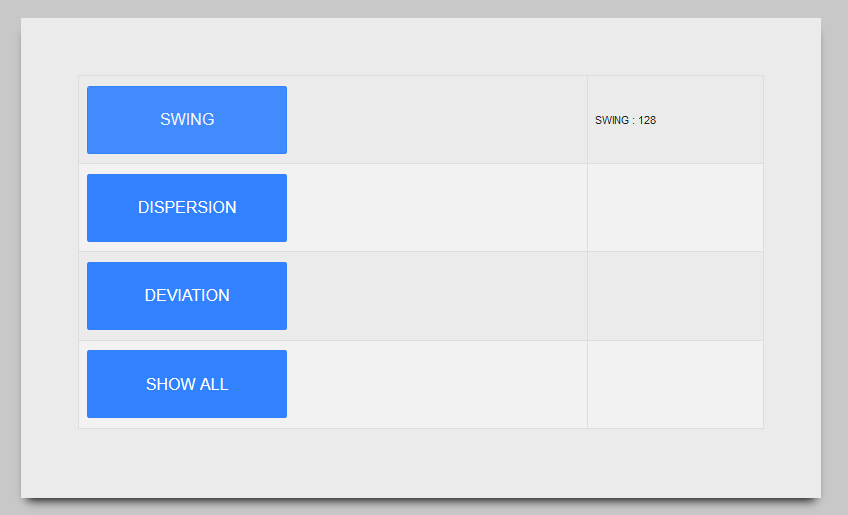 SWING
SWING : 128
DISPERSION
DEVIATION
SHOW ALL